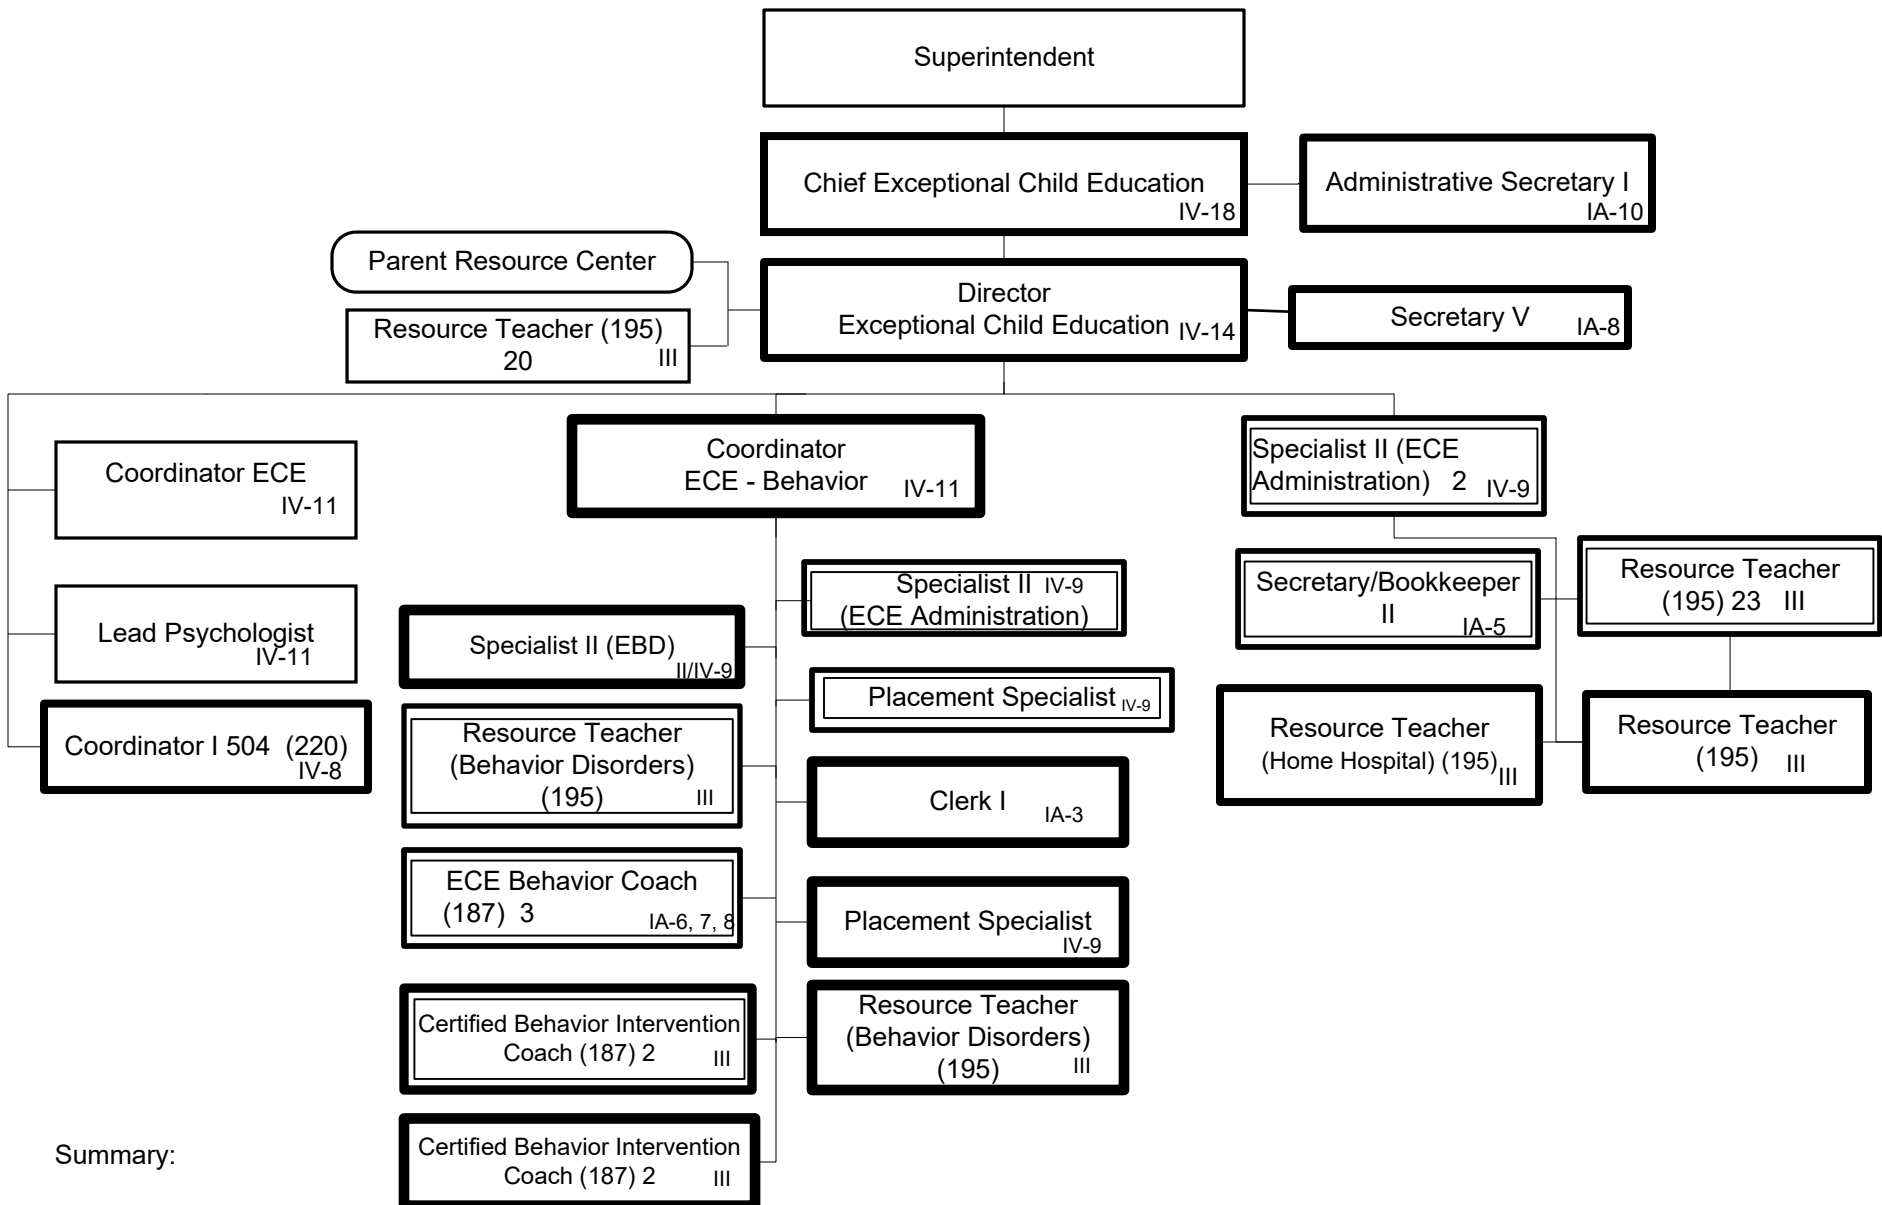 Superintendent
Chief Exceptional Child Education
IV-18
Administrative Secretary I
IA-10
Parent Resource Center
Director
Exceptional Child Education IV-14
Secretary V IA-8
Resource Teacher (195)
20 III
Coordinator ECE
IV-11
Coordinator
ECE - Behavior IV-11
Specialist II (ECE
Administration) 2 IV-9
Lead Psychologist
IV-11
Coordinator I 504 (220)
IV-8
Specialist II (EBD)
II/IV-9
Resource Teacher
(Behavior Disorders)
(195) III
ECE Behavior Coach
(187) 3 IA-6, 7, 8
Certified Behavior Intervention
Coach (187) 2 III
Certified Behavior Intervention
Coach (187) 2 III
Specialist II IV-9
(ECE Administration)
Placement Specialist IV-9
Clerk I IA-3
Placement Specialist
IV-9
Resource Teacher
(Behavior Disorders)
(195) III
Secretary/Bookkeeper
II IA-5
Resource Teacher
(195) 23 III
Resource Teacher
(Home Hospital) (195) III
Resource Teacher
(195) III
Summary: